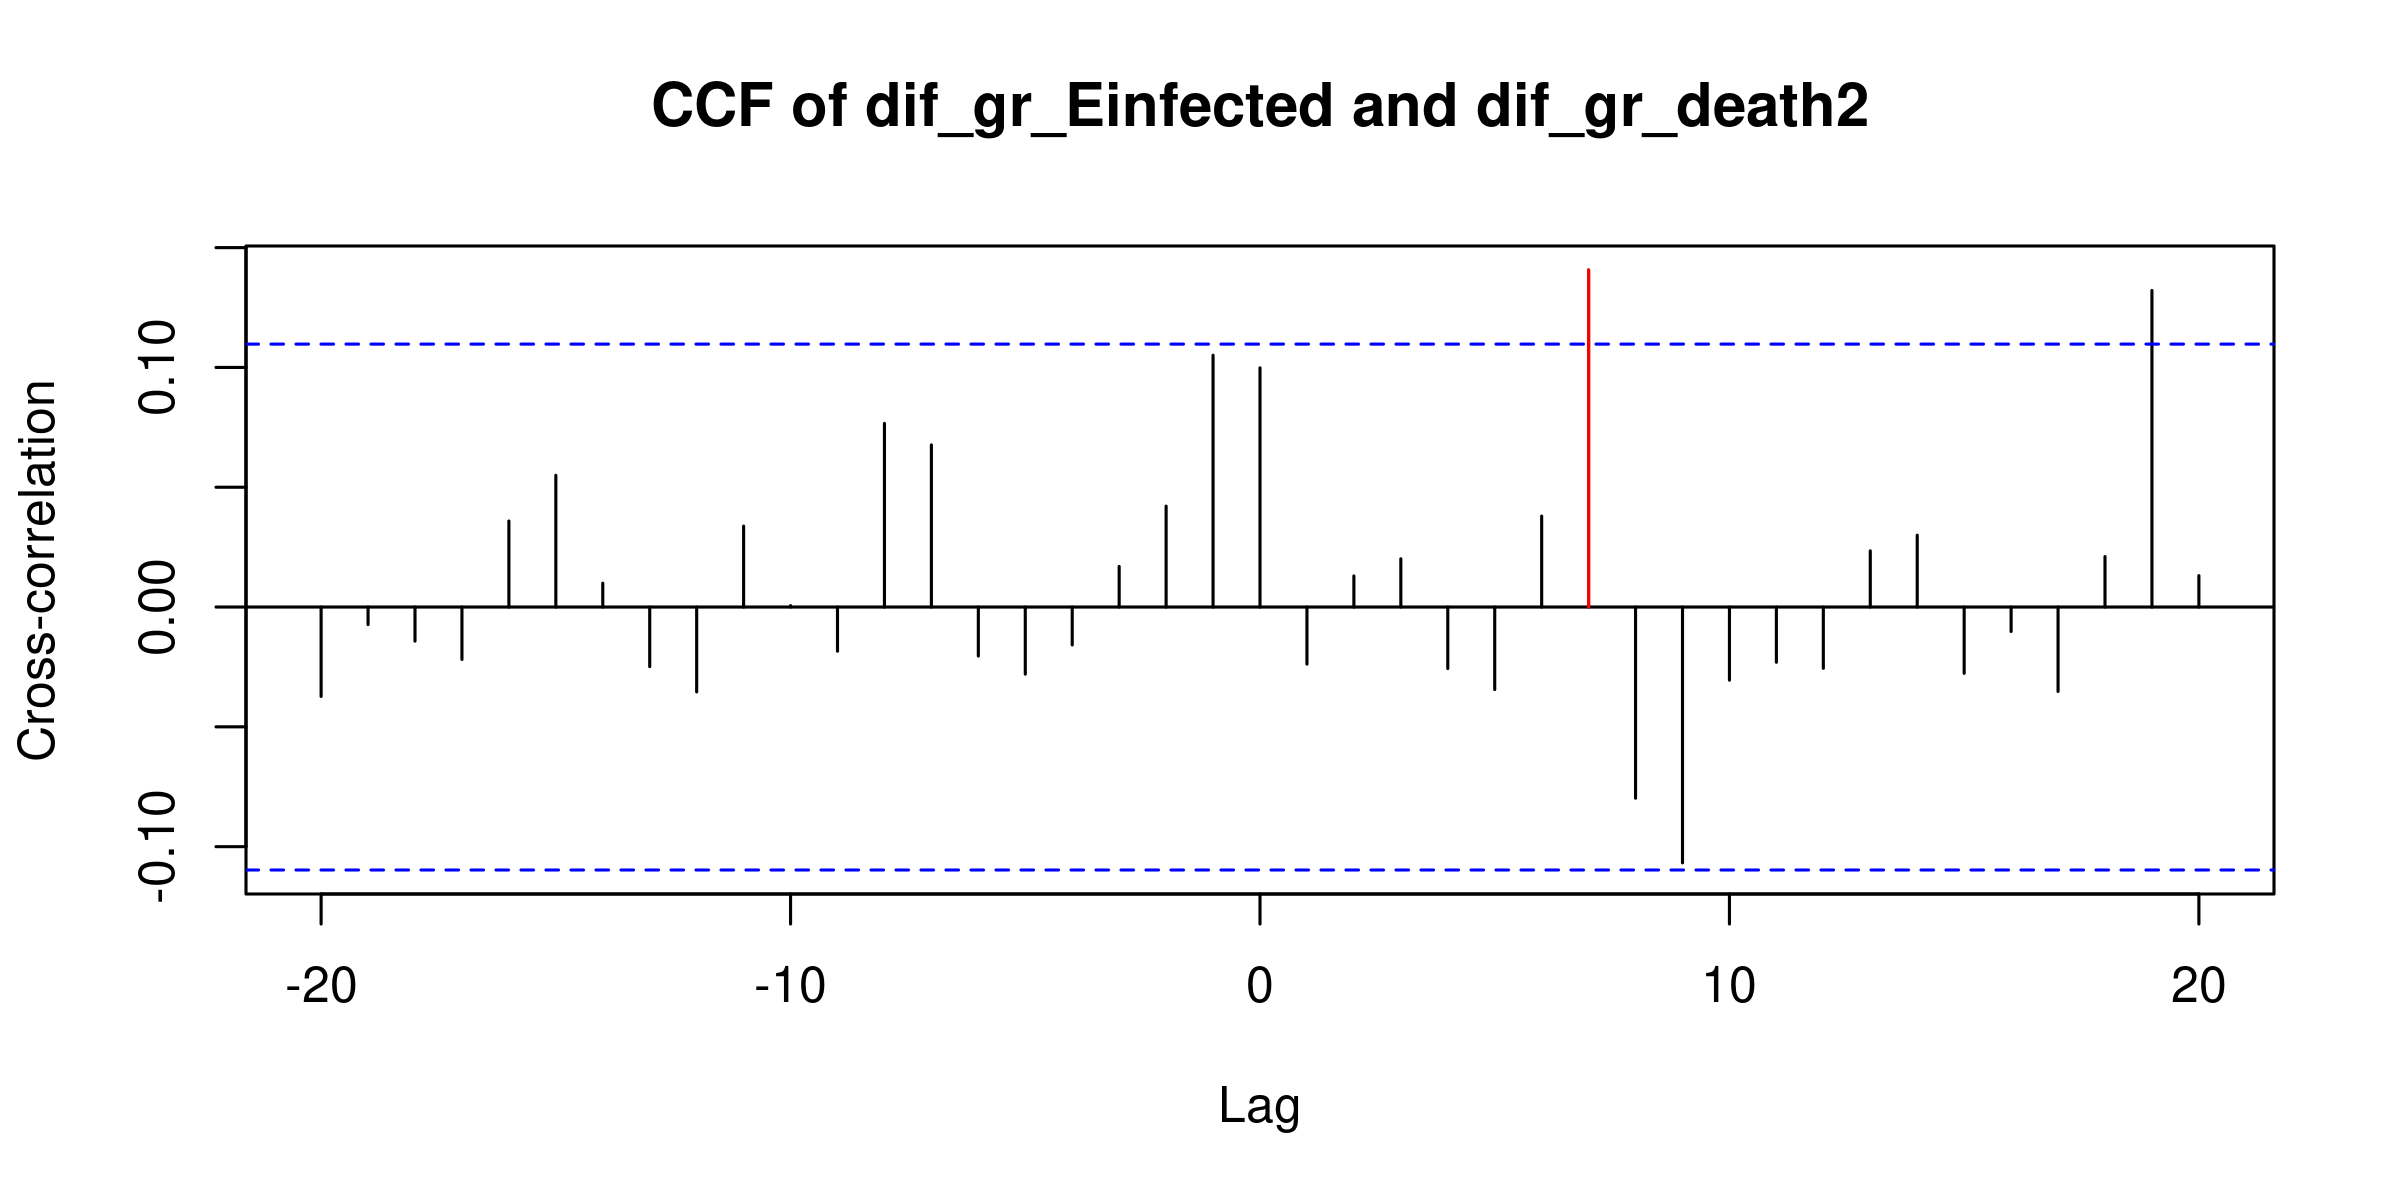 CCF of dif_gr_Einfected and dif_gr_death2
Cross-correlation
0.10
0.00
-0.10
-20 -10 0 10 20
Lag